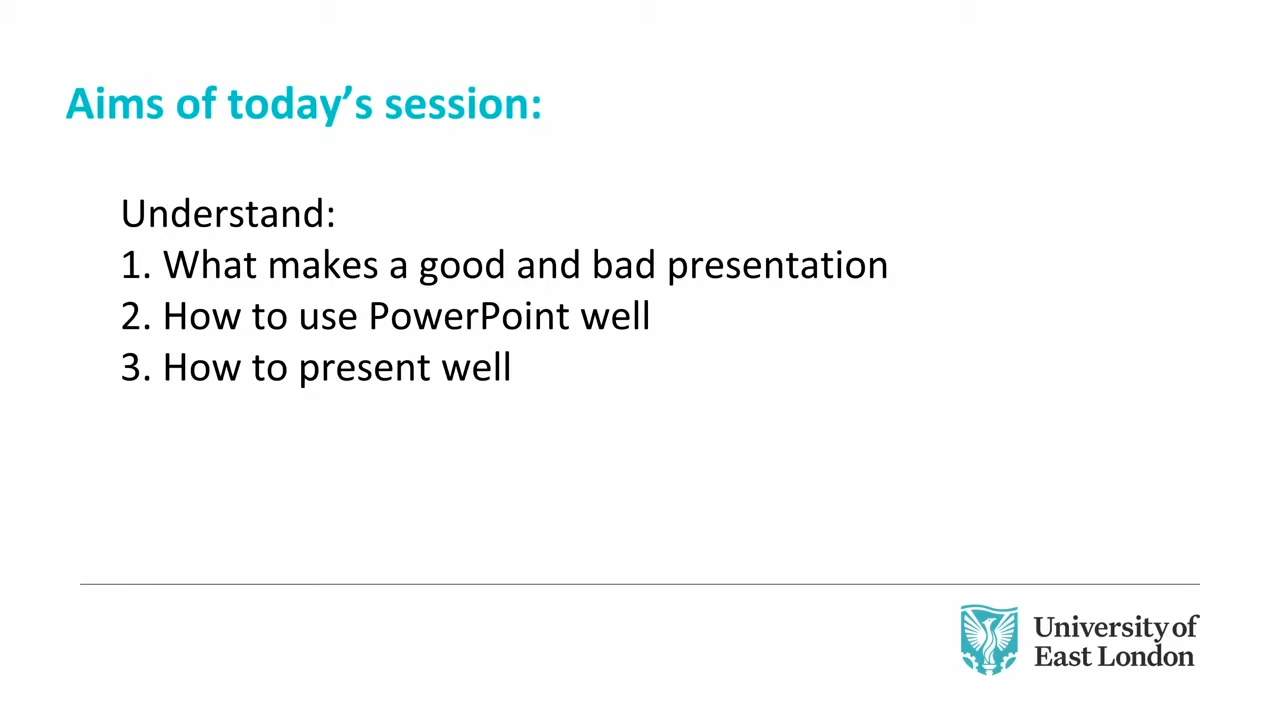 Aims of today’s session:
Understand:
1. What makes a good and bad presentation
2. How to use PowerPoint well
3. How to present well
University of
East London